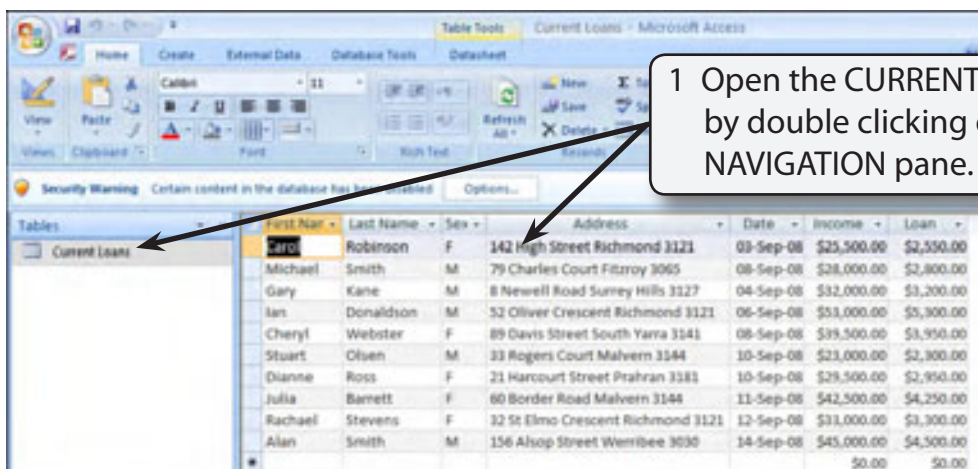 Table Tools Current Loans - Microsoft Access
Home Create External Data Database Tools Datasheet
Calibri 11
New
View Paste B I U Refresh All Save
Delete
Views Clipboard Font Rich Text Records
1 Open the CURRENT
by double clicking
NAVIGATION pane.
Security Warning Certain content in the database has been disabled Options...
Tables
Current Loans
First Nar Last Name Sex Address Date Income Loan
Carol Robinson F 142 High Street Richmond 3121 03-Sep-08 $25,500.00 $2,550.00
Michael Smith M 79 Charles Court Fitzroy 3065 08-Sep-08 $28,000.00 $2,800.00
Gary Kane M 8 Newell Road Surrey Hills 3127 04-Sep-08 $32,000.00 $3,200.00
Ian Donaldson M 52 Oliver Crescent Richmond 3121 06-Sep-08 $53,000.00 $5,300.00
Cheryl Webster F 89 Davis Street South Yarra 3141 08-Sep-08 $39,500.00 $3,950.00
Stuart Olsen M 33 Rogers Court Malvern 3144 10-Sep-08 $23,000.00 $2,300.00
Dianne Ross F 21 Harcourt Street Prahran 3181 10-Sep-08 $29,500.00 $2,950.00
Julia Barrett F 60 Border Road Malvern 3144 11-Sep-08 $42,500.00 $4,250.00
Rachael Stevens F 32 St Elmo Crescent Richmond 3121 12-Sep-08 $33,000.00 $3,300.00
Alan Smith M 156 Alsop Street Werribee 3030 14-Sep-08 $45,000.00 $4,500.00
$0.00 $0.00